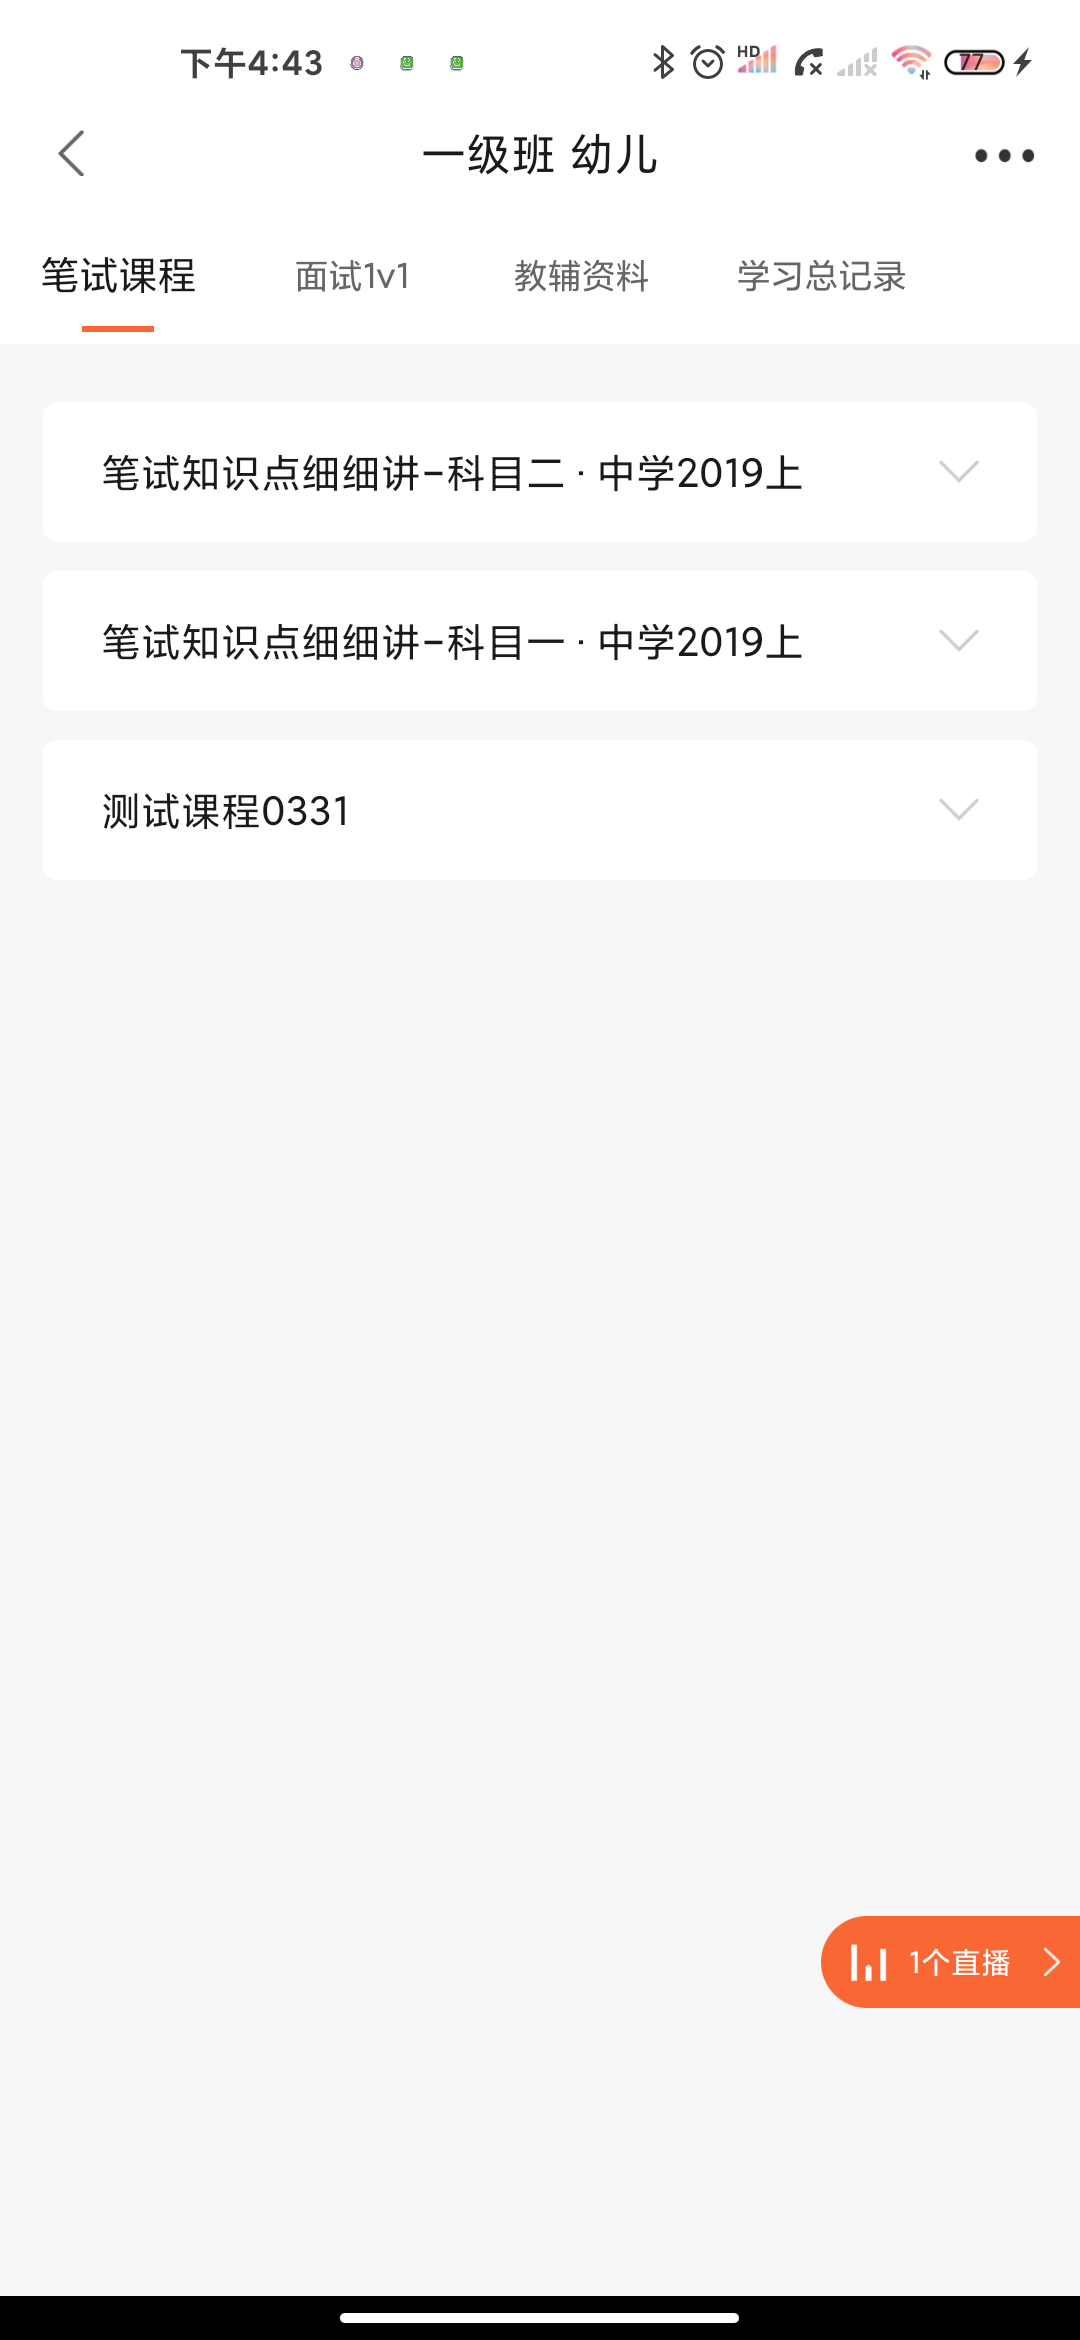 下午4:43
HD
77
一级班 幼儿
笔试课程 面试1v1 教辅资料 学习总记录
笔试知识点细细讲-科目二 · 中学2019上
笔试知识点细细讲-科目一 · 中学2019上
测试课程0331
1个直播